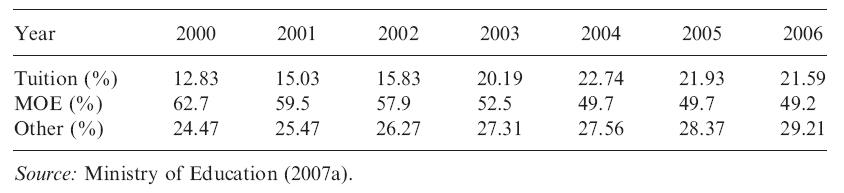 Year 2000 2001 2002 2003 2004 2005 2006
Tuition (%) 12.83 15.03 15.83 20.19 22.74 21.93 21.59
MOE (%) 62.7 59.5 57.9 52.5 49.7 49.7 49.2
Other (%) 24.47 25.47 26.27 27.31 27.56 28.37 29.21
Source: Ministry of Education (2007a).